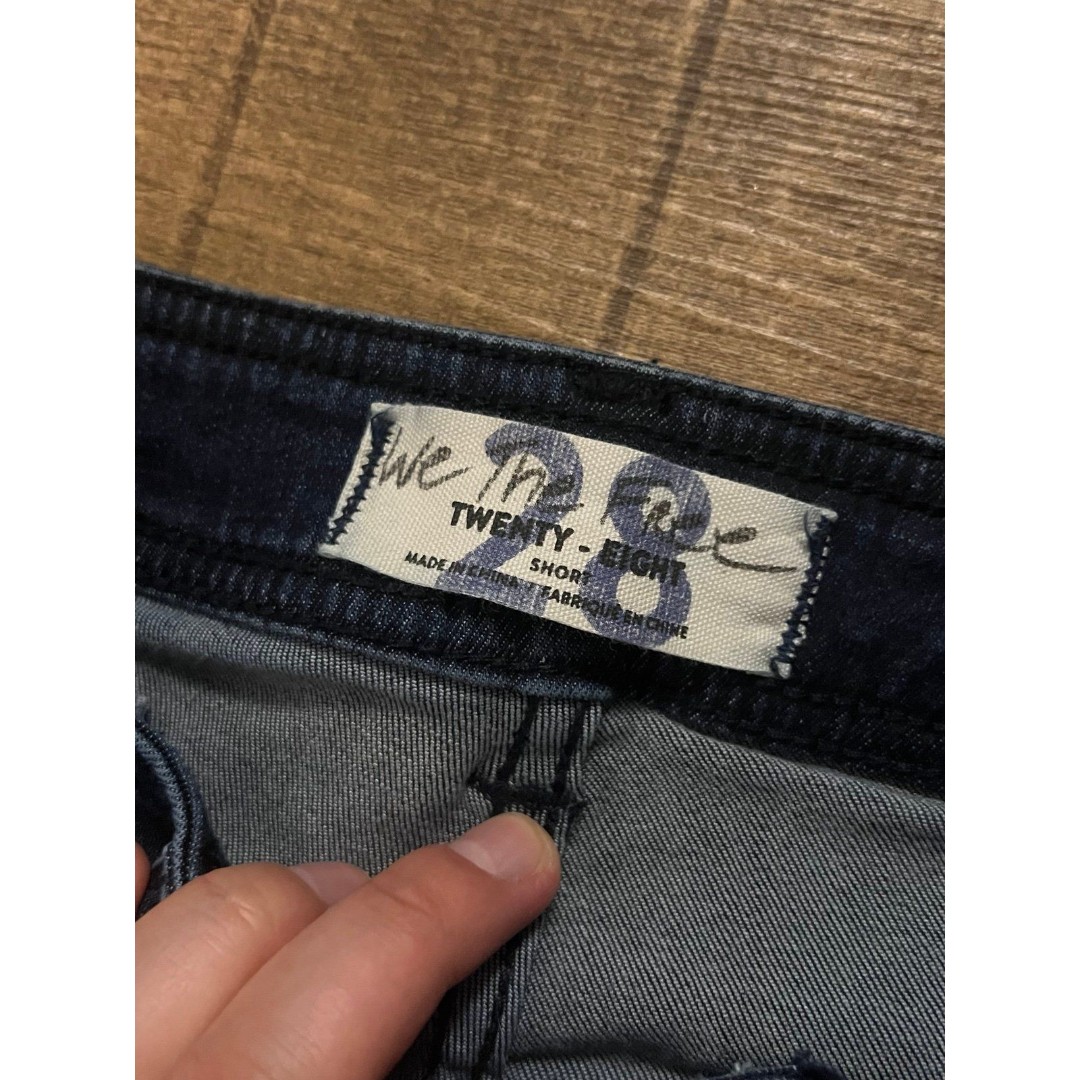 We The Free
28
TWENTY - EIGHT
SHORT
MADE IN CHINA / FABRIQUÉ EN CHINE